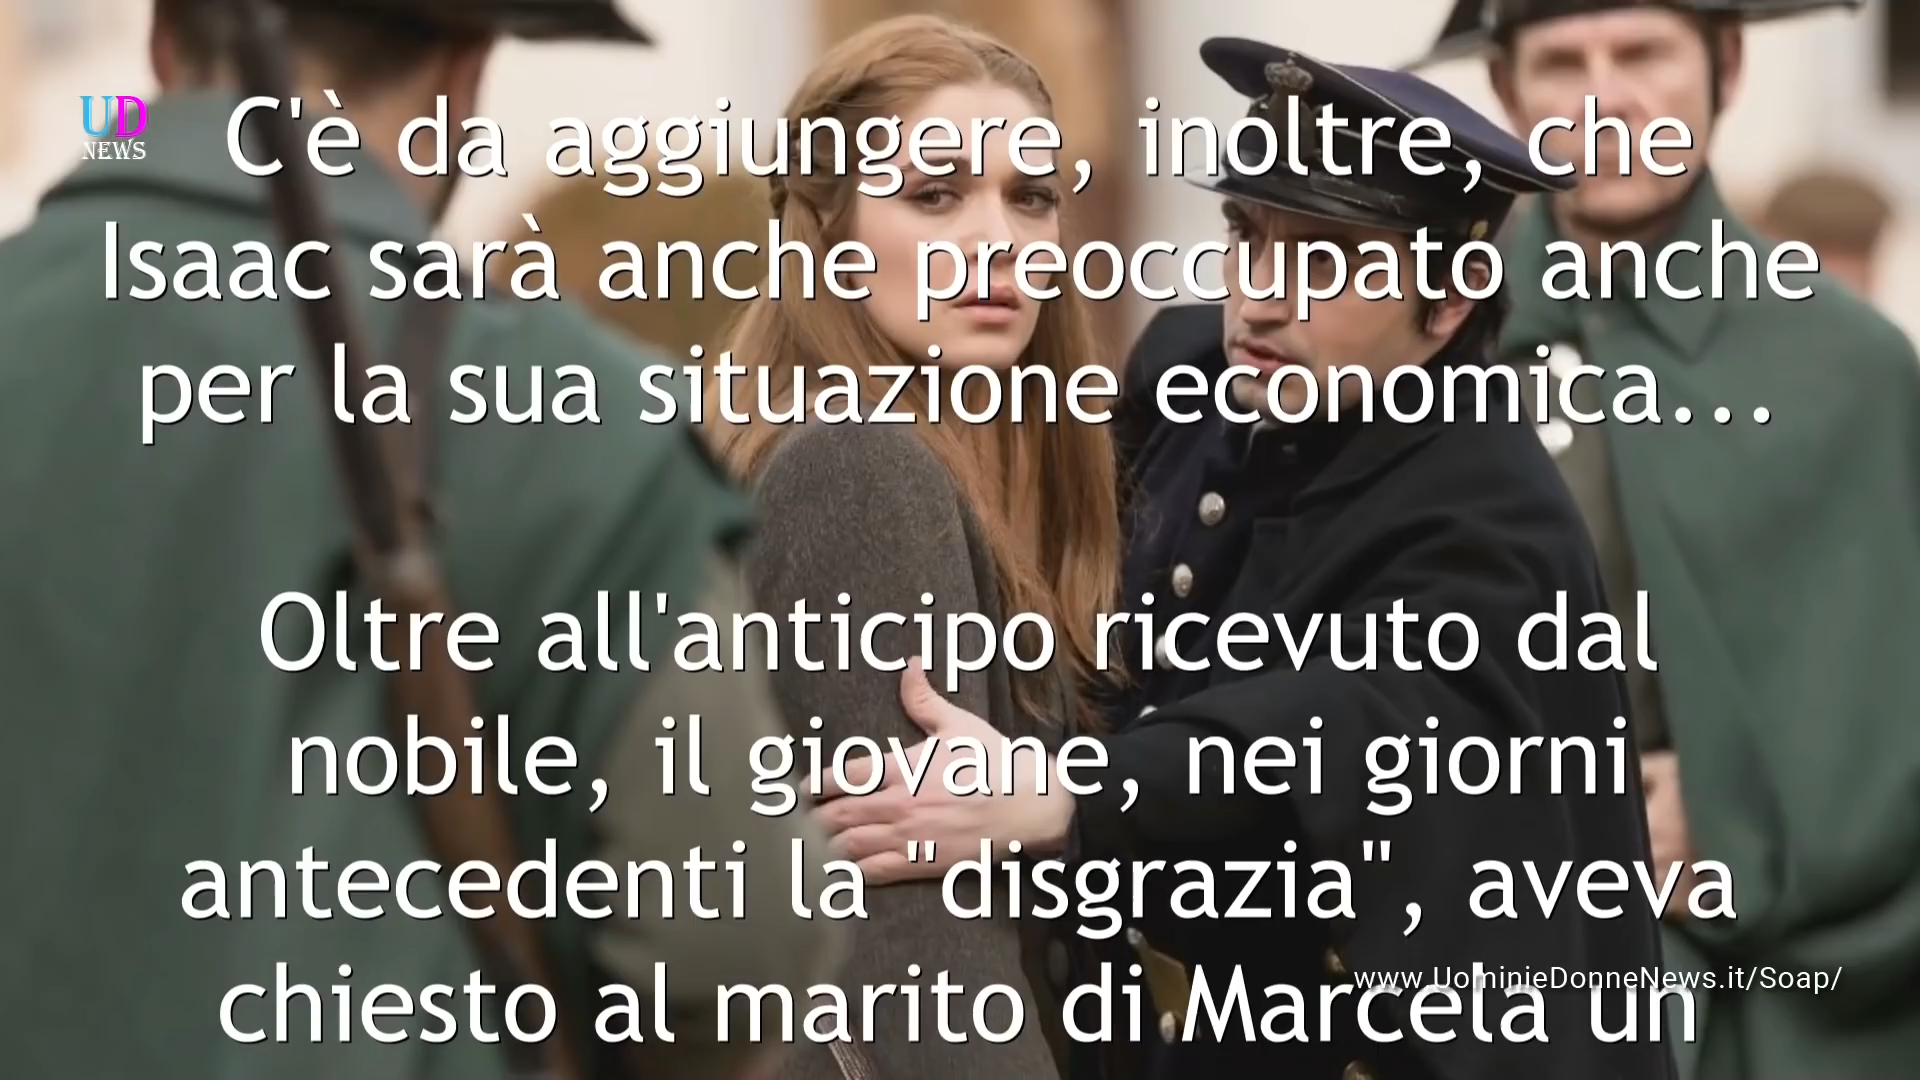 UD
NEWS
C'è da aggiungere, inoltre, che
Isaac sarà anche preoccupato anche
per la sua situazione economica...
Oltre all'anticipo ricevuto dal
nobile, il giovane, nei giorni
antecedenti la "disgrazia", aveva
chiesto al marito di Marcela un
www.UominieDonneNews.it/Soap/